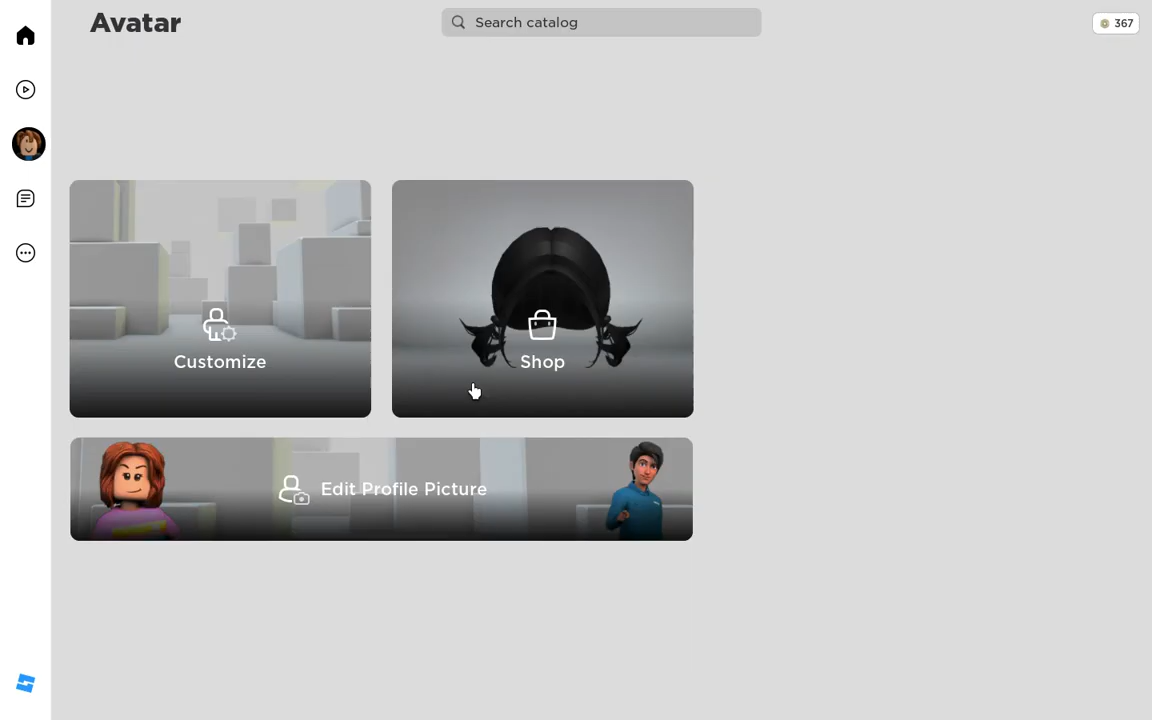 Avatar
Search catalog
367
Customize
Shop
Edit Profile Picture